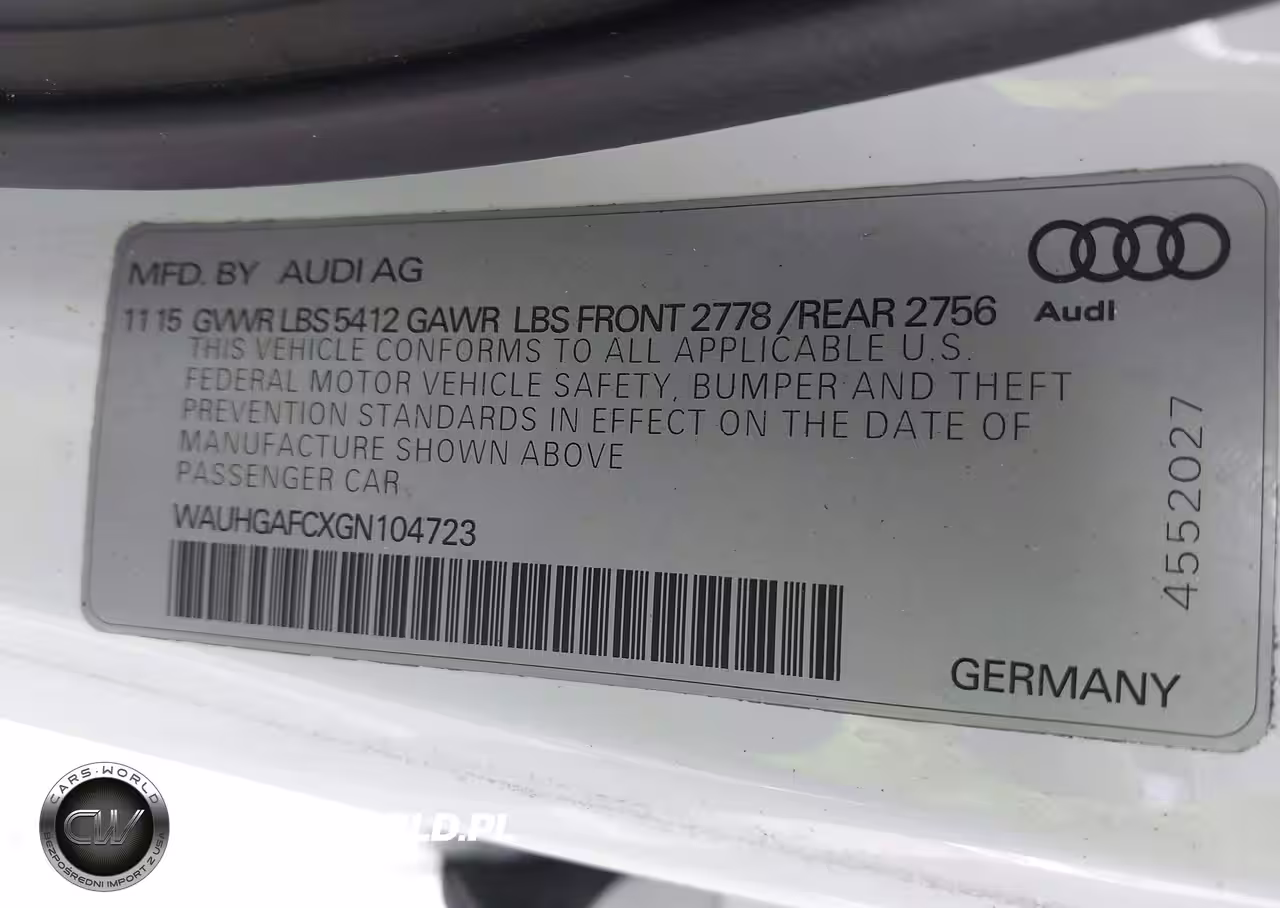 MFD. BY AUDI AG
Audi
11 15 GVWR LBS 5412 GAWR LBS FRONT 2778 /REAR 2756
THIS VEHICLE CONFORMS TO ALL APPLICABLE U.S.
FEDERAL MOTOR VEHICLE SAFETY, BUMPER AND THEFT
PREVENTION STANDARDS IN EFFECT ON THE DATE OF
MANUFACTURE SHOWN ABOVE
PASSENGER CAR
WAUHGAFCXGN104723
4552027
GERMANY
CARS-WORLD
CW
BEZPOŚREDNI IMPORT Z USA
LD.PL